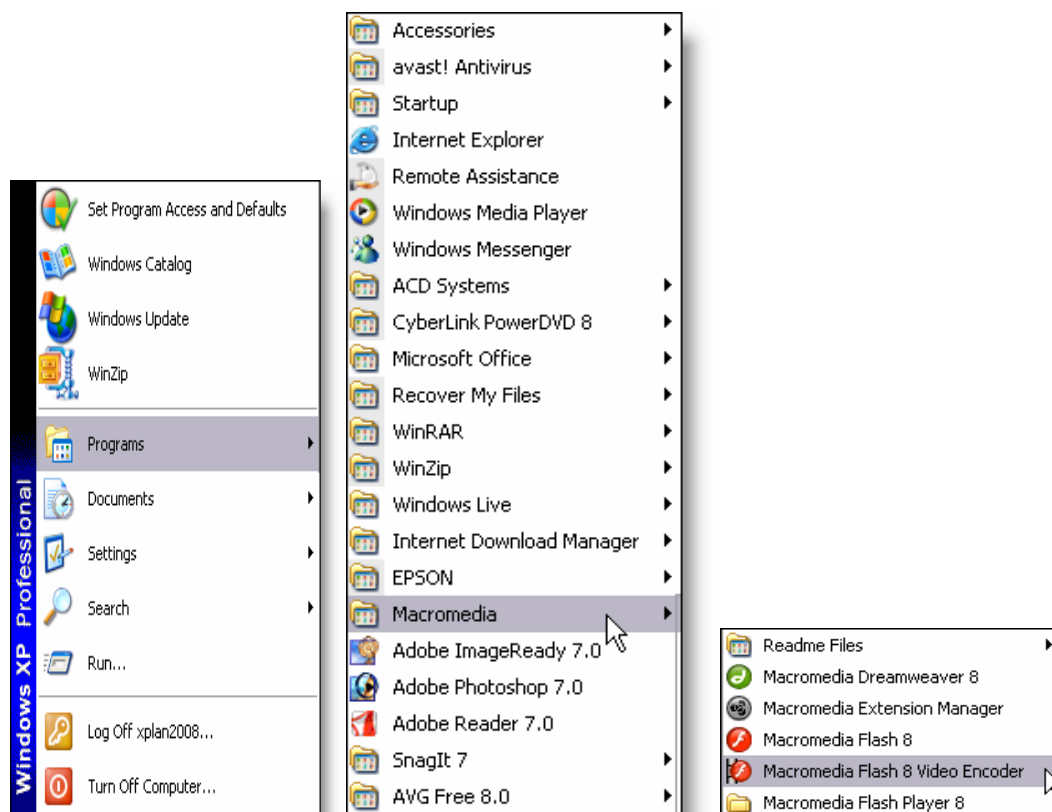 Set Program Access and Defaults
Windows Catalog
Windows Update
WinZip
Programs
Documents
Settings
Search
Run...
Log Off xplan2008...
Turn Off Computer...
Windows XP Professional
Accessories
avast! Antivirus
Startup
Internet Explorer
Remote Assistance
Windows Media Player
Windows Messenger
ACD Systems
CyberLink PowerDVD 8
Microsoft Office
Recover My Files
WinRAR
WinZip
Windows Live
Internet Download Manager
EPSON
Macromedia
Adobe ImageReady 7.0
Adobe Photoshop 7.0
Adobe Reader 7.0
SnagIt 7
AVG Free 8.0
Readme Files
Macromedia Dreamweaver 8
Macromedia Extension Manager
Macromedia Flash 8
Macromedia Flash 8 Video Encoder
Macromedia Flash Player 8